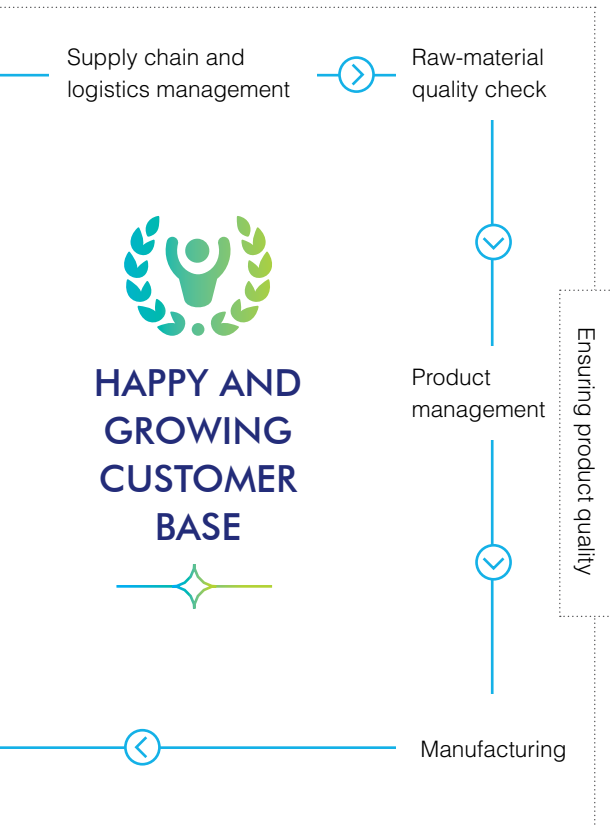 Supply chain and
logistics management
Raw-material
quality check
HAPPY AND
GROWING
CUSTOMER
BASE
Product
management
Ensuring product quality
Manufacturing